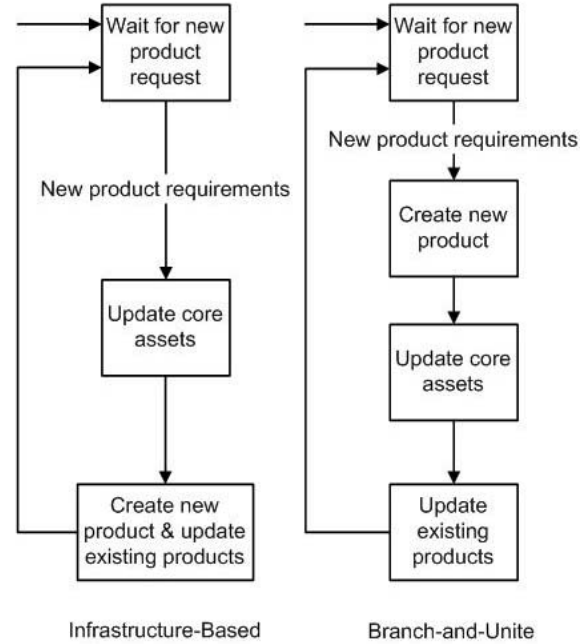 Wait for new
product
request
New product requirements
Update core
assets
Create new
product & update
existing products
Infrastructure-Based
Wait for new
product
request
New product requirements
Create new
product
Update core
assets
Update
existing
products
Branch-and-Unite